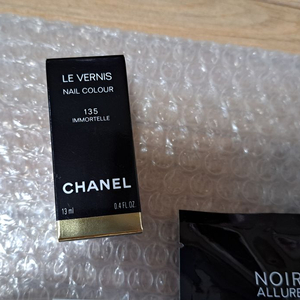 LE VERNIS
NAIL COLOUR
135
IMMORTELLE
CHANEL
13 ml 0.4 FL. OZ.
NOIR
ALLURE